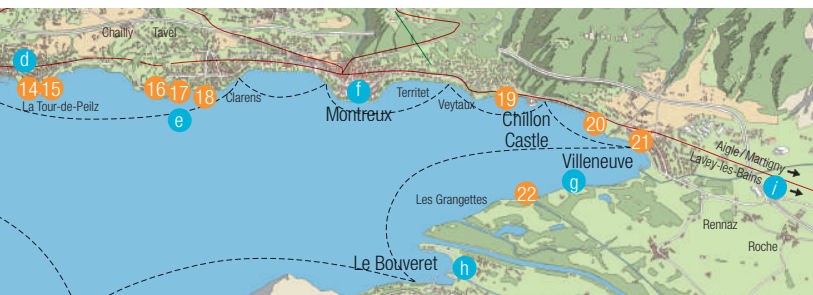 Chailly
Tavel
d
14
15
La Tour-de-Peilz
16
17
18
e
Clarens
f
Montreux
Territet
Veytaux
19
Chillon
Castle
20
21
Villeneuve
g
Aigle/Martigny
Lavey-les-Bains
i
22
Les Grangettes
Rennaz
Roche
Le Bouveret
h